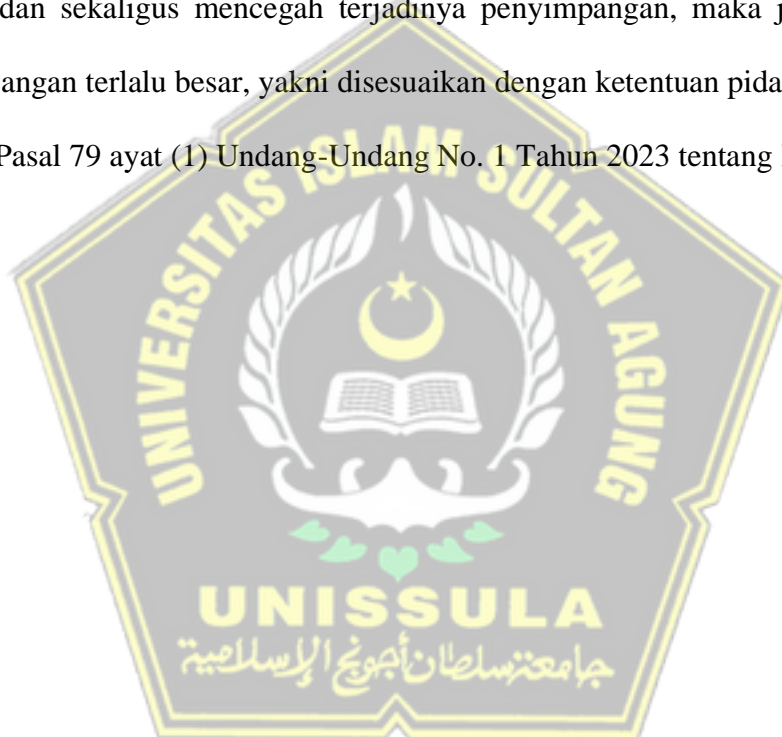 dan sekaligus mencegah terjadinya penyimpangan, maka
angan terlalu besar, yakni disesuaikan dengan ketentuan
Pasal 79 ayat (1) Undang-Undang No. 1 Tahun 2023 tentang
UNIVERSITAS ISLAM SULTAN AGUNG
UNISSULA
جامعة سلطان أجونج الإسلامية